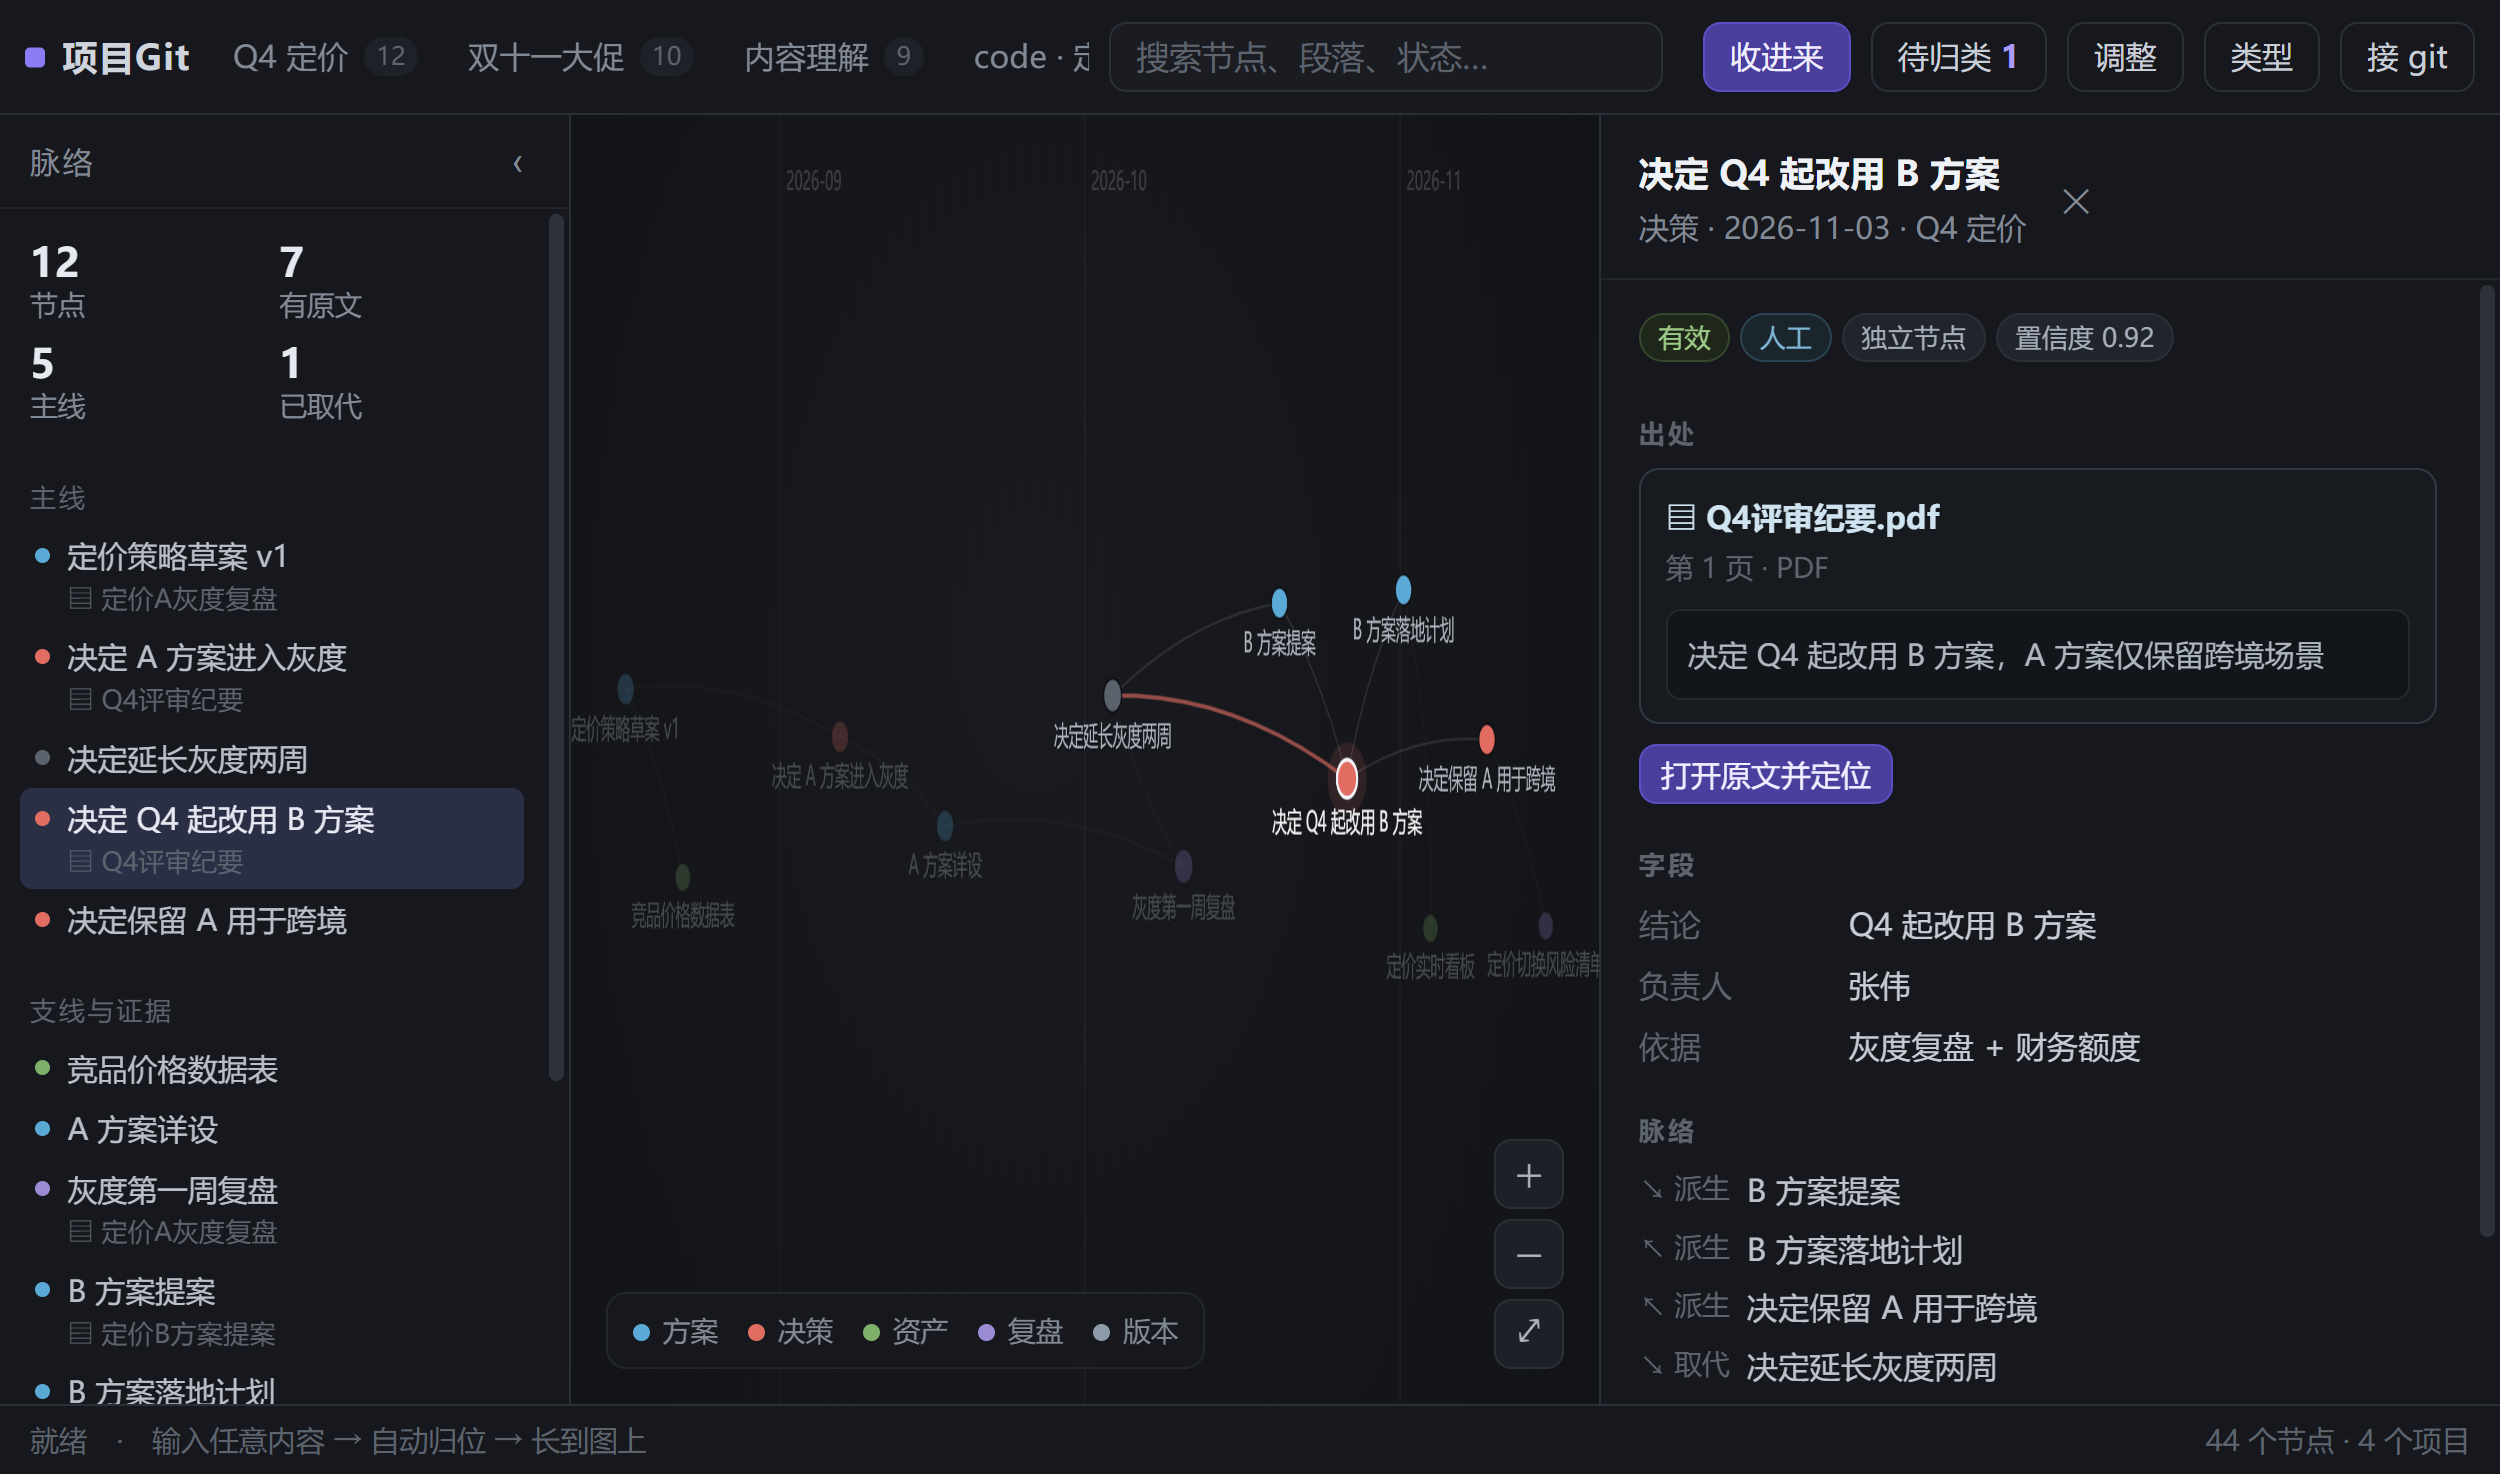 项目Git
Q4 定价 12
双十一大促 10
内容理解 9
code · 定
搜索节点、段落、状态...
收进来
待归类 1
调整
类型
接 git
脉络
12
节点
7
有原文
5
主线
1
已取代
主线
定价策略草案 v1
定价A灰度复盘
决定 A 方案进入灰度
Q4评审纪要
决定延长灰度两周
决定 Q4 起改用 B 方案
Q4评审纪要
决定保留 A 用于跨境
支线与证据
竞品价格数据表
A 方案详设
灰度第一周复盘
定价A灰度复盘
B 方案提案
定价B方案提案
B 方案落地计划
2026-09
2026-10
2026-11
B 方案提案
B 方案落地计划
定价策略草案 v1
决定延长灰度两周
决定 A 方案进入灰度
决定保留 A 用于跨境
决定 Q4 起改用 B 方案
A 方案详设
竞品价格数据表
灰度第一周复盘
定价实时看板
定价切换风险清单
方案
决策
资产
复盘
版本
决定 Q4 起改用 B 方案
决策 · 2026-11-03 · Q4 定价
有效
人工
独立节点
置信度 0.92
出处
Q4评审纪要.pdf
第 1 页 · PDF
决定 Q4 起改用 B 方案，A 方案仅保留跨境场景
打开原文并定位
字段
结论 Q4 起改用 B 方案
负责人 张伟
依据 灰度复盘 + 财务额度
脉络
↘ 派生 B 方案提案
↖ 派生 B 方案落地计划
↖ 派生 决定保留 A 用于跨境
↘ 取代 决定延长灰度两周
就绪 · 输入任意内容 → 自动归位 → 长到图上
44 个节点 · 4 个项目